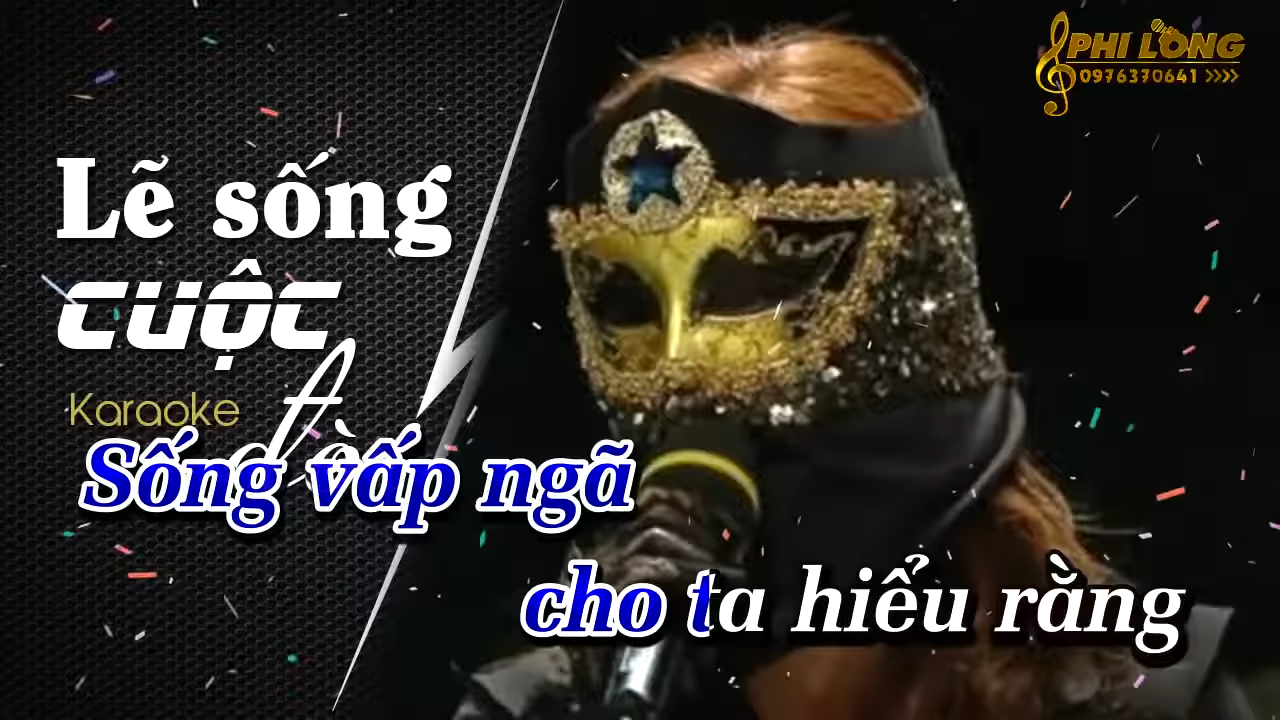 PHI LONG
0976370641
Lẽ sống
cuộc
Karaoke
Sống vấp ngã
cho ta hiểu rằng